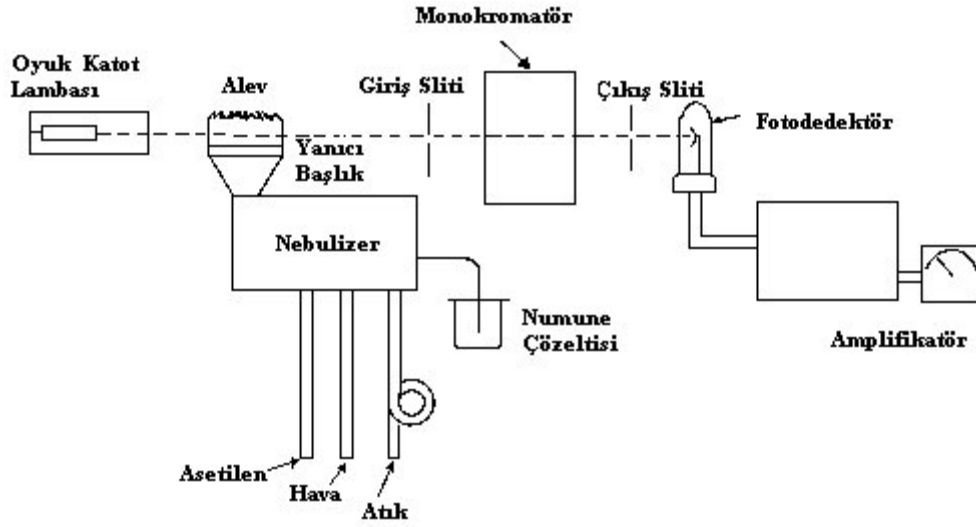 Monokromatör
Oyuk Katot
Lambası
Alev
Giriş Sliti
Çıkış Sliti
Fotodedektör
Yanıcı
Başlık
Nebulizer
Numune
Çözeltisi
Amplifikatör
Asetilen
Hava
Atık